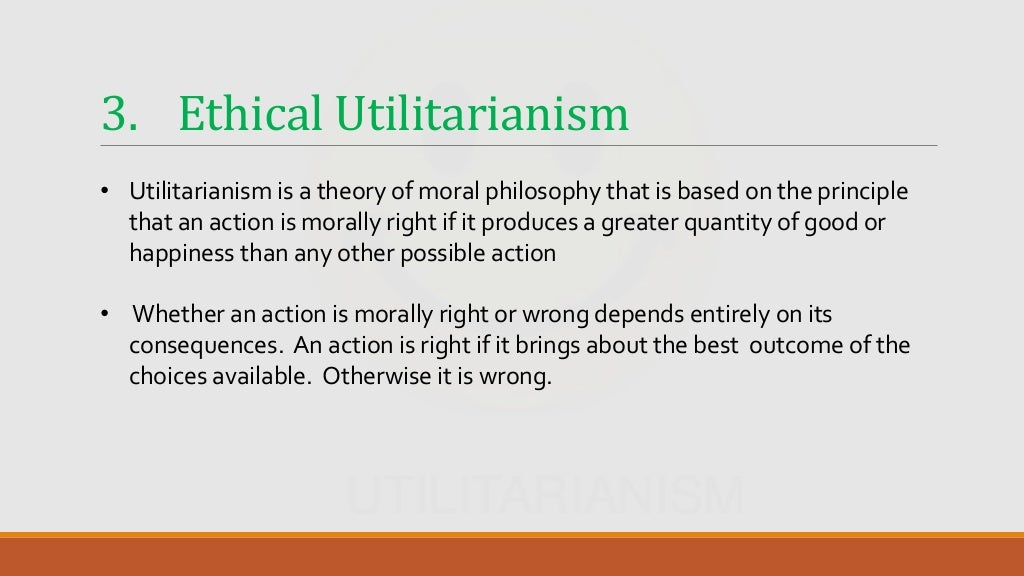 3. Ethical Utilitarianism
• Utilitarianism is a theory of moral philosophy that is based on the principle
that an action is morally right if it produces a greater quantity of good or
happiness than any other possible action
• Whether an action is morally right or wrong depends entirely on its
consequences. An action is right if it brings about the best outcome of the
choices available. Otherwise it is wrong.
UTILITARIANISM